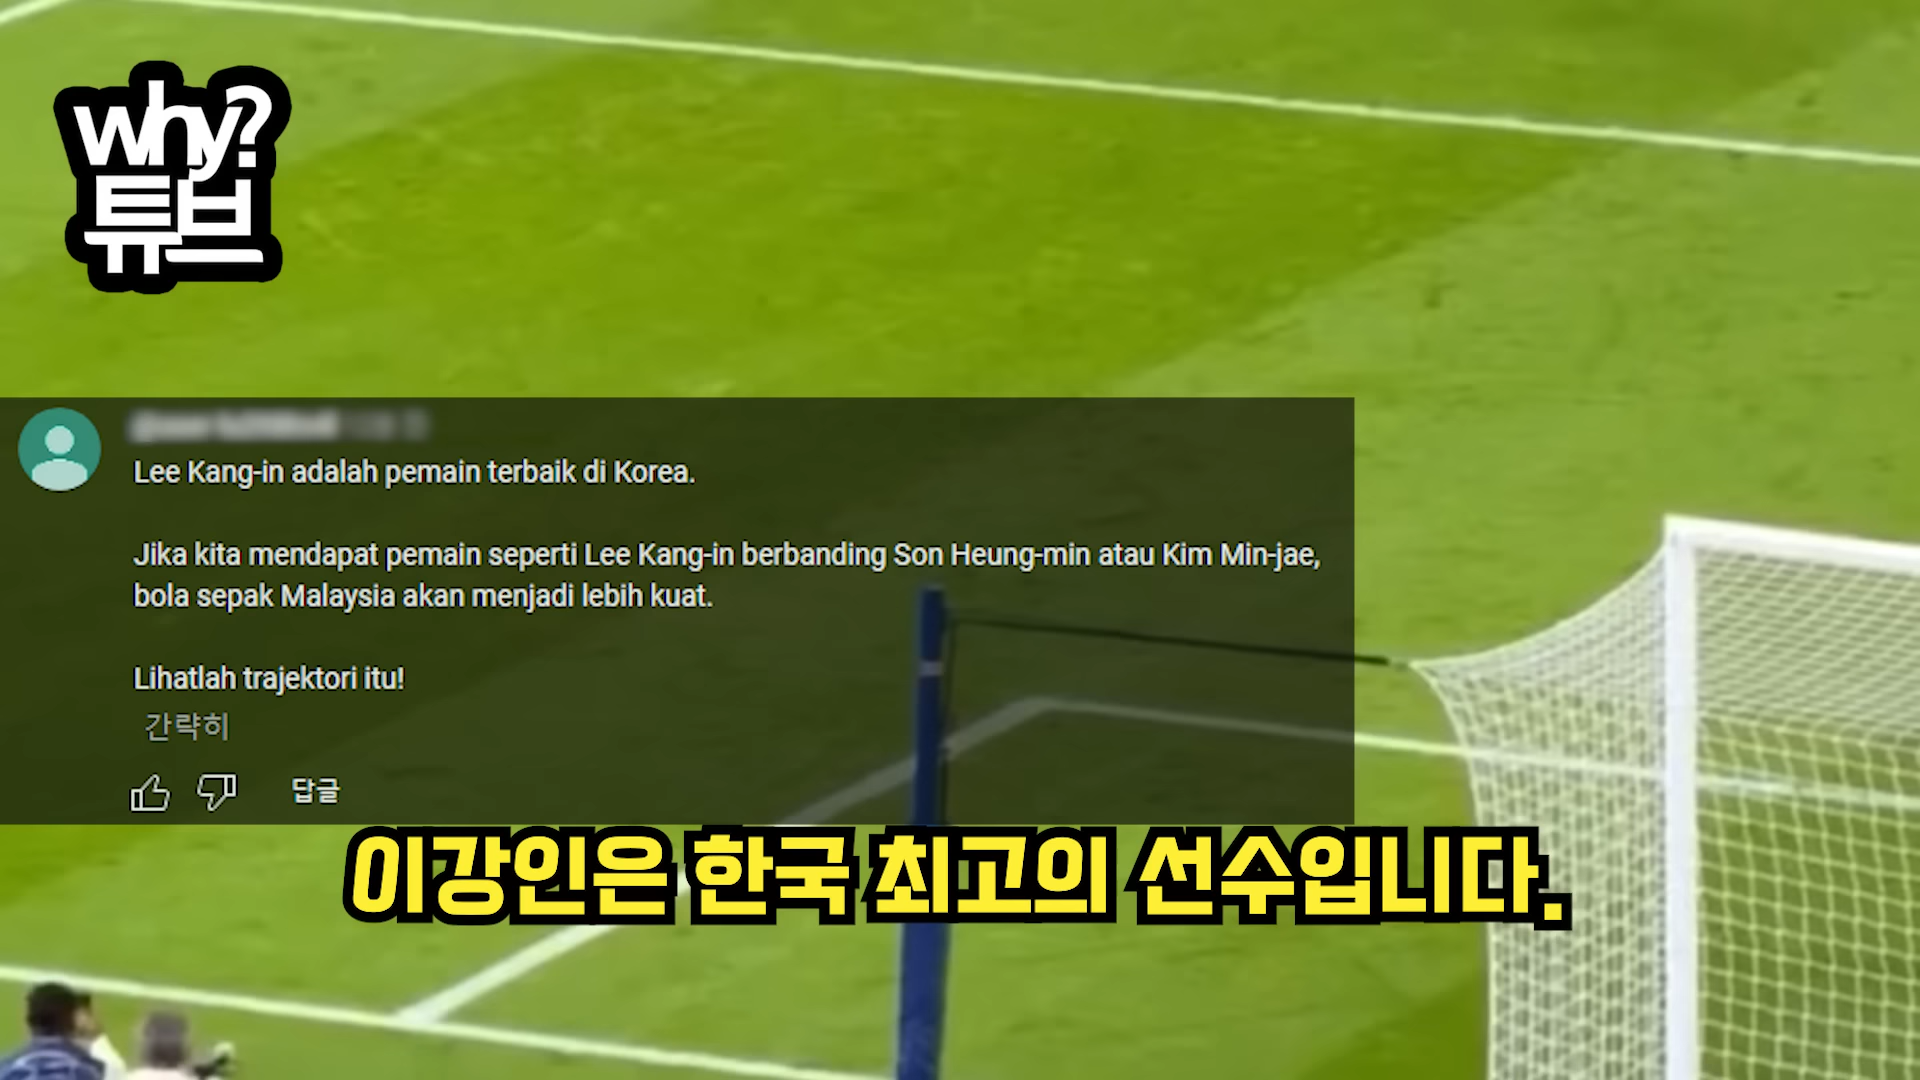 why?
튜브
Lee Kang-in adalah pemain terbaik di Korea.
Jika kita mendapat pemain seperti Lee Kang-in berbanding Son Heung-min atau Kim Min-jae,
bola sepak Malaysia akan menjadi lebih kuat.
Lihatlah trajektori itu!
간략히
답글
이강인은 한국 최고의 선수입니다.